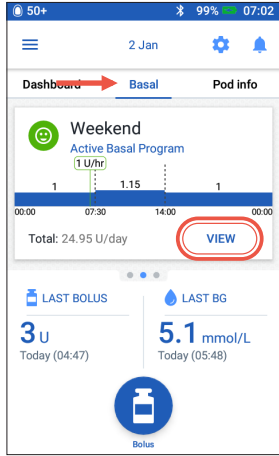 50+ 99% 07:02
2 Jan
Dashboard Basal Pod info
Weekend
Active Basal Program
1 U/hr
1 1.15 1
00:00 07:30 14:00 00:00
Total: 24.95 U/day VIEW
LAST BOLUS LAST BG
3 U 5.1 mmol/L
Today (04:47) Today (05:48)
Bolus